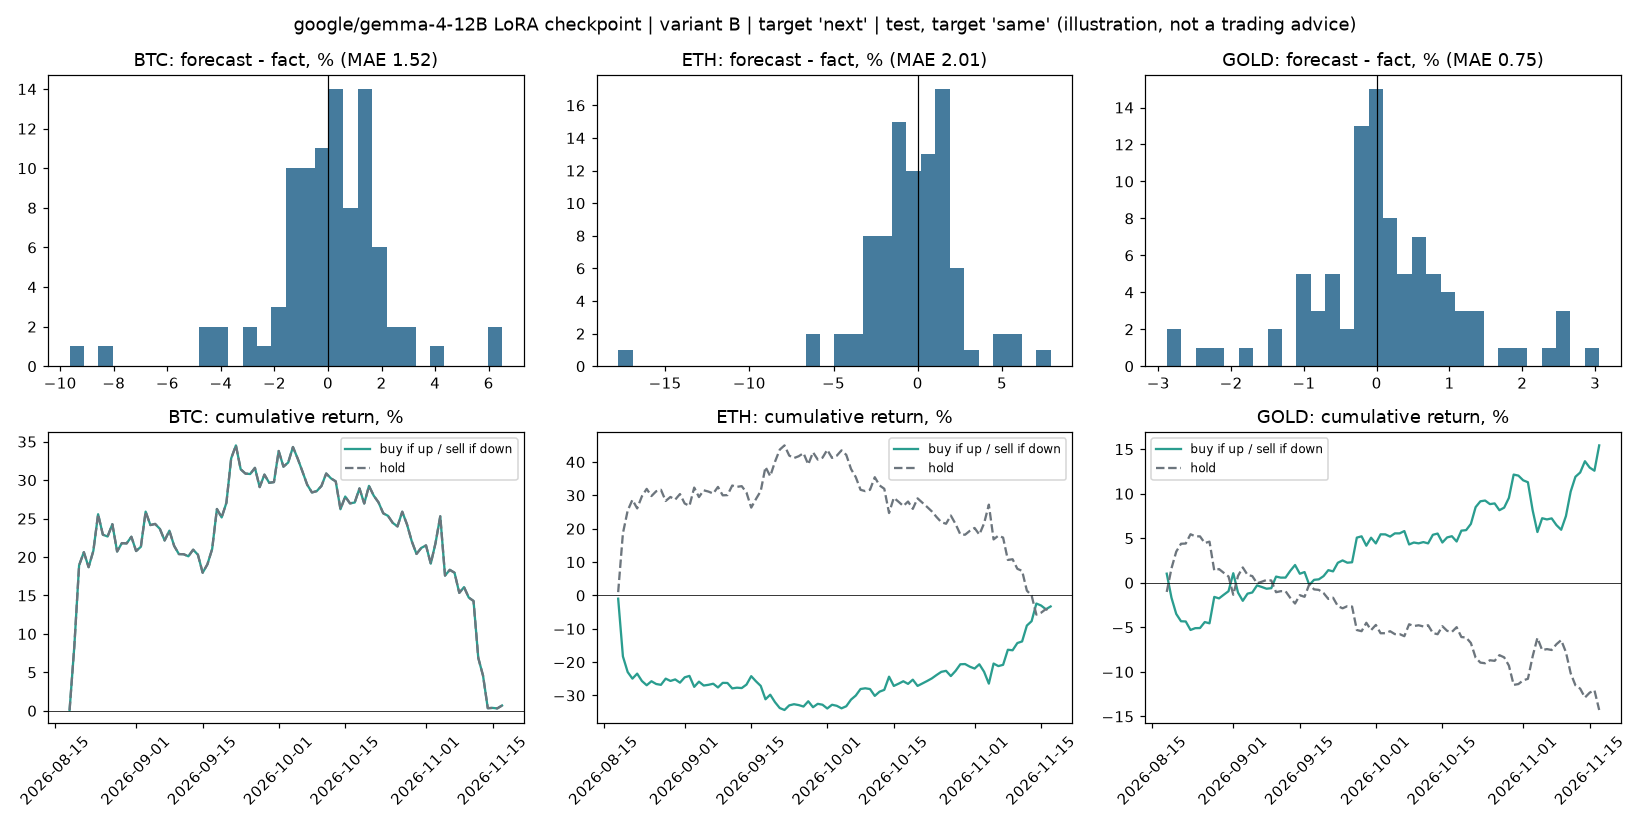 google/gemma-4-12B LoRA checkpoint | variant B | target 'next' | test, target 'same' (illustration, not a trading advice)
BTC: forecast - fact, % (MAE 1.52)
14
12
10
8
6
4
2
0
−10 −8 −6 −4 −2 0 2 4 6
ETH: forecast - fact, % (MAE 2.01)
16
14
12
10
8
6
4
2
0
−15 −10 −5 0 5
GOLD: forecast - fact, % (MAE 0.75)
14
12
10
8
6
4
2
0
−3 −2 −1 0 1 2 3
BTC: cumulative return, %
buy if up / sell if down
hold
35
30
25
20
15
10
5
0
2026-08-15 2026-09-01 2026-09-15 2026-10-01 2026-10-15 2026-11-01 2026-11-15
ETH: cumulative return, %
buy if up / sell if down
hold
40
30
20
10
0
−10
−20
−30
2026-08-15 2026-09-01 2026-09-15 2026-10-01 2026-10-15 2026-11-01 2026-11-15
GOLD: cumulative return, %
buy if up / sell if down
hold
15
10
5
0
−5
−10
−15
2026-08-15 2026-09-01 2026-09-15 2026-10-01 2026-10-15 2026-11-01 2026-11-15